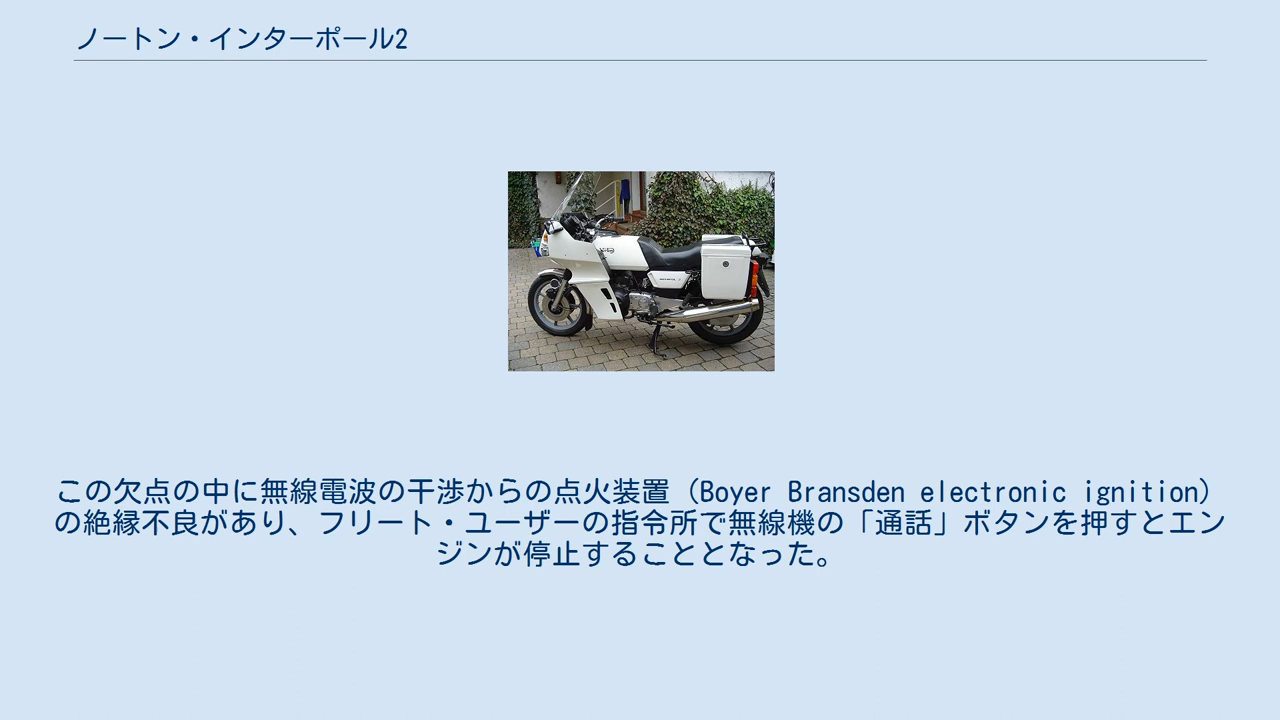 ノートン・インターポール2
この欠点の中に無線電波の干渉からの点火装置（Boyer Bransden electronic ignition）
の絶縁不良があり、フリート・ユーザーの指令所で無線機の「通話」ボタンを押すとエン
ジンが停止することとなった。